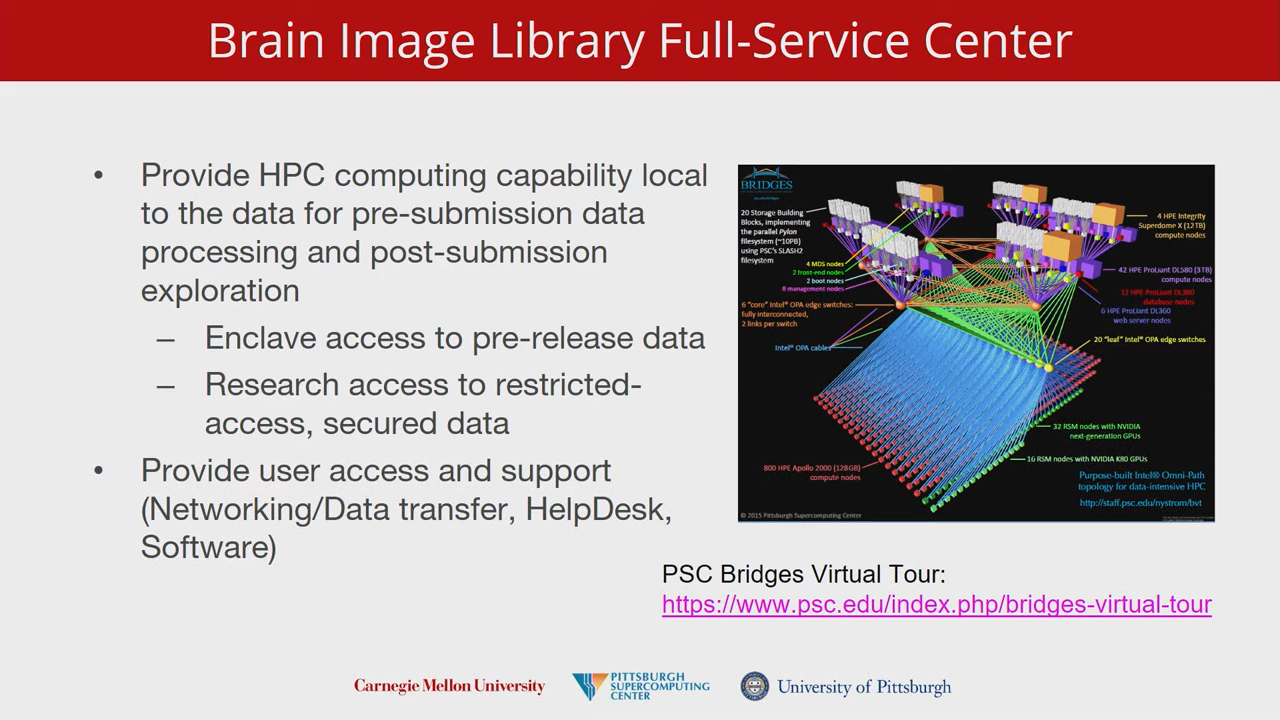 Brain Image Library Full-Service Center
• Provide HPC computing capability local
to the data for pre-submission data
processing and post-submission
exploration
– Enclave access to pre-release data
– Research access to restricted-
access, secured data
• Provide user access and support
(Networking/Data transfer, HelpDesk,
Software)
BRIDGES
20 Storage Building
Blocks, implementing
the parallel Pylon
filesystem (~10PB)
using PSC's SLASH2
filesystem
4 MDS nodes
2 front-end nodes
2 boot nodes
8 management nodes
6 "core" Intel® OPA edge switches:
fully interconnected,
2 links per switch
Intel® OPA cables
4 HPE Integrity
Superdome X (12TB)
compute nodes
42 HPE ProLiant DL580 (3TB)
compute nodes
12 HPE ProLiant DL380
database nodes
6 HPE ProLiant DL360
web server nodes
20 "leaf" Intel® OPA edge switches
32 RSM nodes with NVIDIA
next-generation GPUs
16 RSM nodes with NVIDIA K80 GPUs
800 HPE Apollo 2000 (128GB)
compute nodes
Purpose-built Intel® Omni-Path
topology for data-intensive HPC
http://staff.psc.edu/nystrom/bvt
© 2015 Pittsburgh Supercomputing Center
PSC Bridges Virtual Tour:
https://www.psc.edu/index.php/bridges-virtual-tour
Carnegie Mellon University
PITTSBURGH
SUPERCOMPUTING
CENTER
University of Pittsburgh